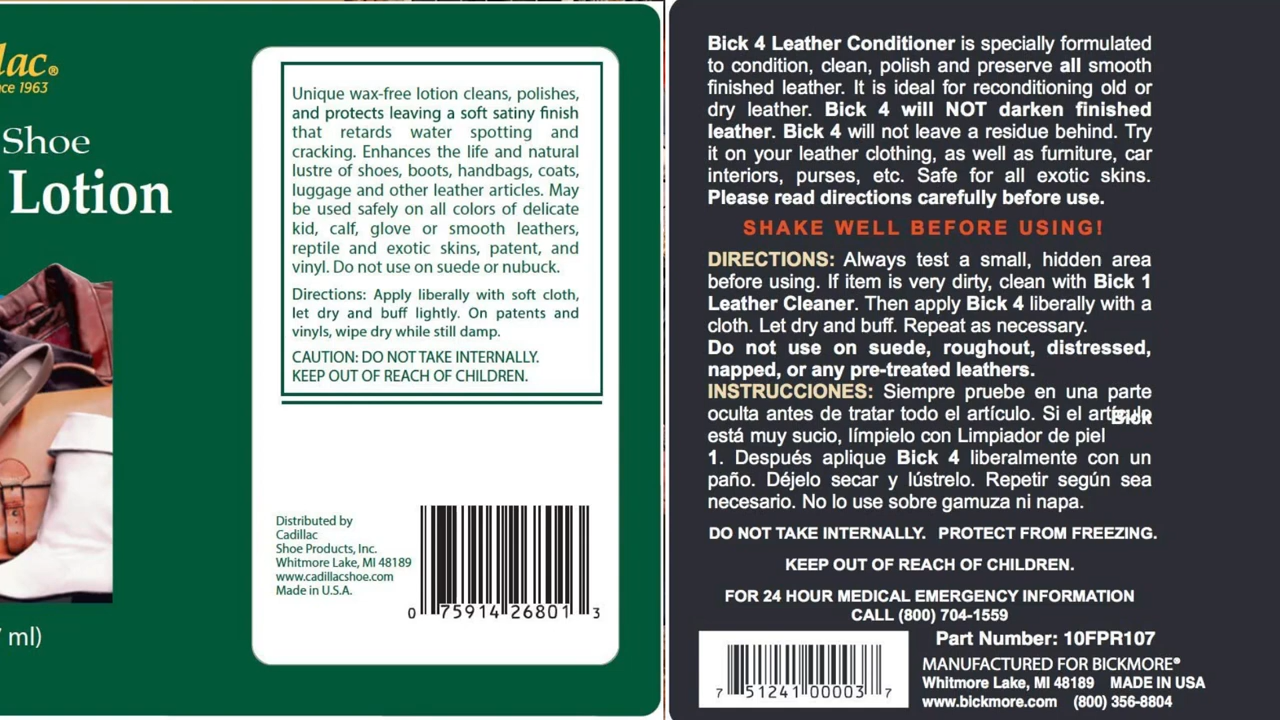 lac®
ce 1963
Shoe
Lotion
ml)
Unique wax-free lotion cleans, polishes,
and protects leaving a soft satiny finish
that retards water spotting and
cracking. Enhances the life and natural
lustre of shoes, boots, handbags, coats,
luggage and other leather articles. May
be used safely on all colors of delicate
kid, calf, glove or smooth leathers,
reptile and exotic skins, patent, and
vinyl. Do not use on suede or nubuck.
Directions: Apply liberally with soft cloth,
let dry and buff lightly. On patents and
vinyls, wipe dry while still damp.
CAUTION: DO NOT TAKE INTERNALLY.
KEEP OUT OF REACH OF CHILDREN.
Distributed by
Cadillac
Shoe Products, Inc.
Whitmore Lake, MI 48189
www.cadillacshoe.com
Made in U.S.A.
0 75914 26801 3
Bick 4 Leather Conditioner is specially formulated
to condition, clean, polish and preserve all smooth
finished leather. It is ideal for reconditioning old or
dry leather. Bick 4 will NOT darken finished
leather. Bick 4 will not leave a residue behind. Try
it on your leather clothing, as well as furniture, car
interiors, purses, etc. Safe for all exotic skins.
Please read directions carefully before use.
SHAKE WELL BEFORE USING!
DIRECTIONS: Always test a small, hidden area
before using. If item is very dirty, clean with Bick 1
Leather Cleaner. Then apply Bick 4 liberally with a
cloth. Let dry and buff. Repeat as necessary.
Do not use on suede, roughout, distressed,
napped, or any pre-treated leathers.
INSTRUCCIONES: Siempre pruebe en una parte
oculta antes de tratar todo el artículo. Si el artículo
Bick
está muy sucio, límpielo con Limpiador de piel
1. Después aplique Bick 4 liberalmente con un
paño. Déjelo secar y lústrelo. Repetir según sea
necesario. No lo use sobre gamuza ni napa.
DO NOT TAKE INTERNALLY. PROTECT FROM FREEZING.
KEEP OUT OF REACH OF CHILDREN.
FOR 24 HOUR MEDICAL EMERGENCY INFORMATION
CALL (800) 704-1559
Part Number: 10FPR107
7 51241 00003 7
MANUFACTURED FOR BICKMORE®
Whitmore Lake, MI 48189 MADE IN USA
www.bickmore.com (800) 356-8804